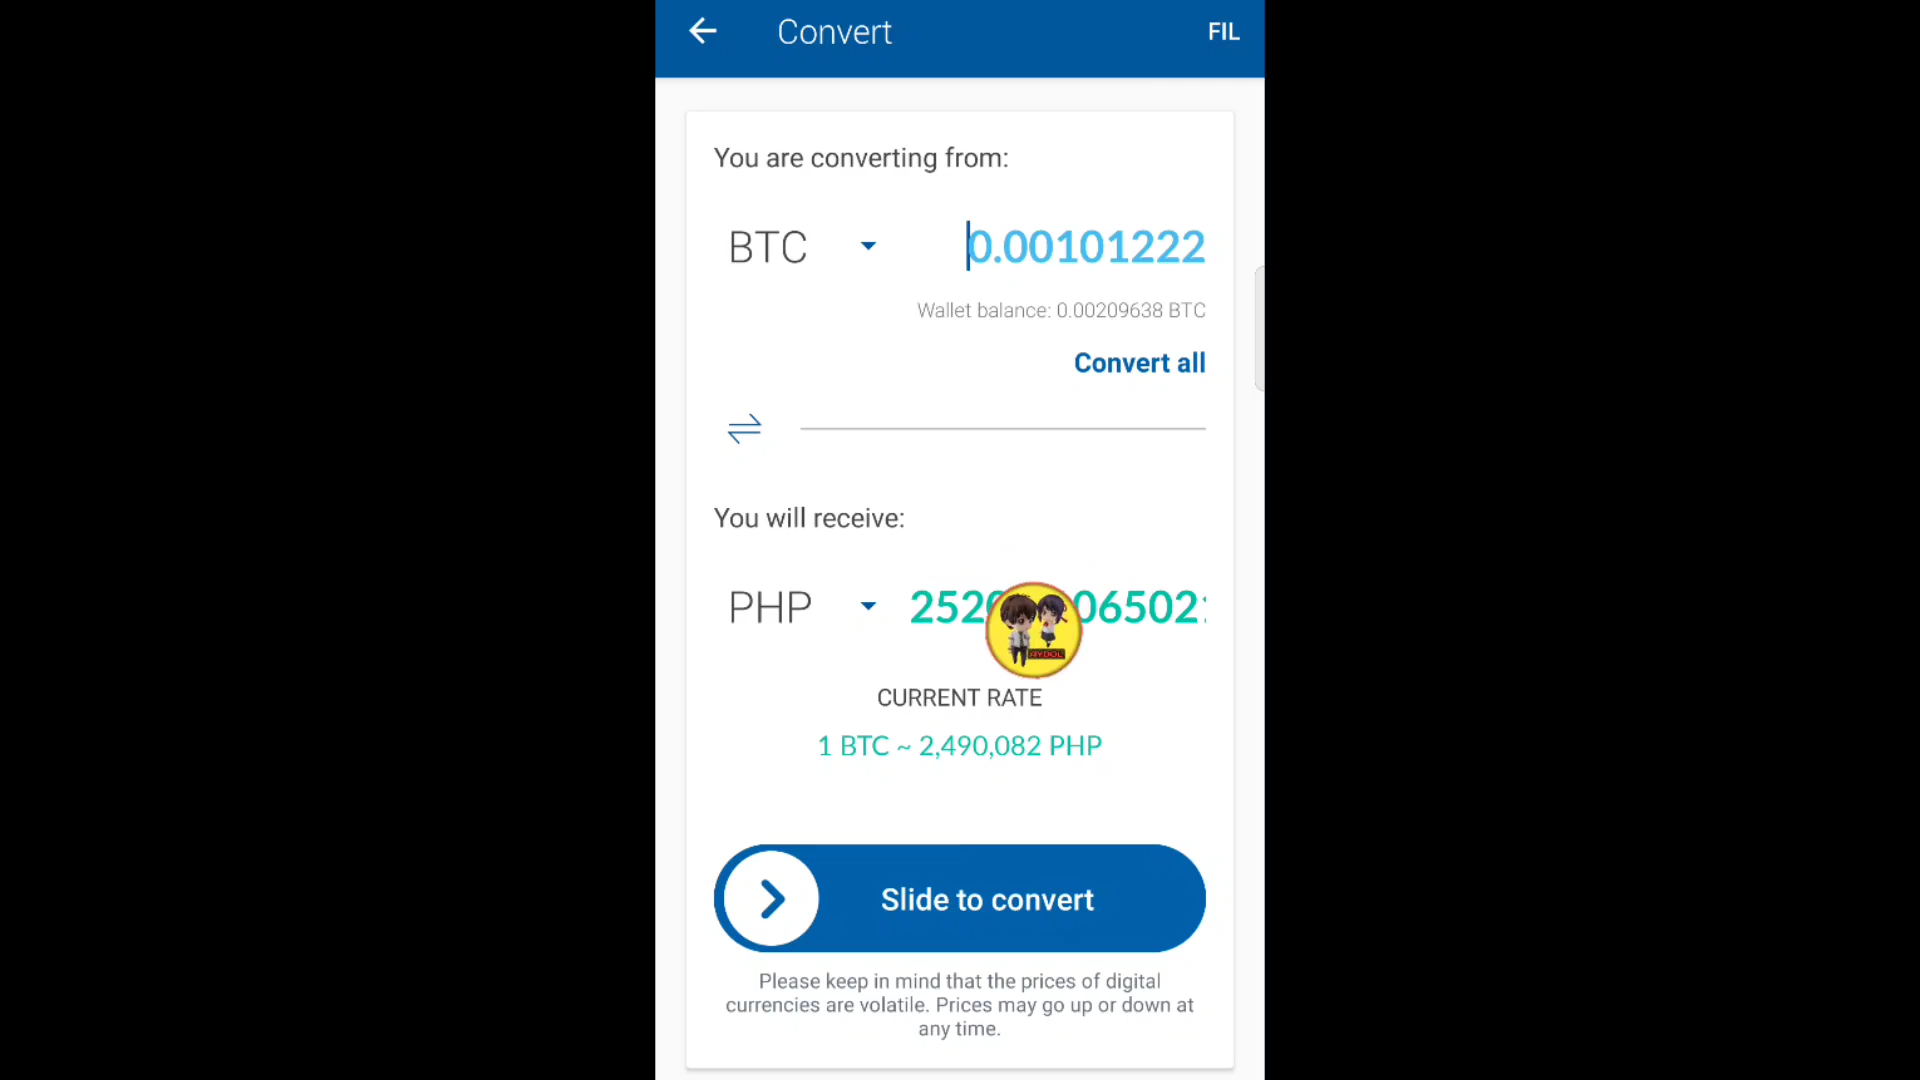 Convert FIL
You are converting from:
BTC 0.00101222
Wallet balance: 0.00209638 BTC
Convert all
You will receive:
PHP
CURRENT RATE
1 BTC ~ 2,490,082 PHP
Slide to convert
Please keep in mind that the prices of digital
currencies are volatile. Prices may go up or down at
any time.